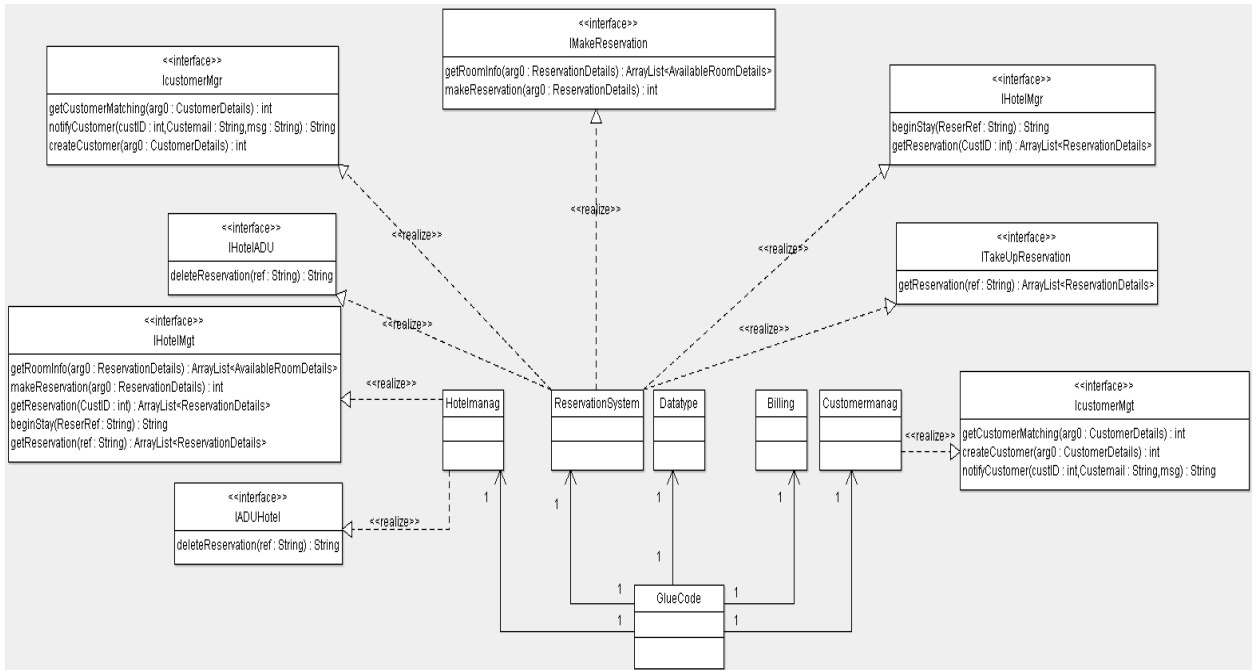 <<interface>>
IMakeReservation
getRoomInfo(arg0 : ReservationDetails) : ArrayList<AvailableRoomDetails>
makeReservation(arg0 : ReservationDetails) : int
<<interface>>
IcustomerMgr
getCustomerMatching(arg0 : CustomerDetails) : int
notifyCustomer(custID : int,Custemail : String,msg : String) : String
createCustomer(arg0 : CustomerDetails) : int
<<interface>>
IHotelMgr
beginStay(ReserRef : String) : String
getReservation(CustID : int) : ArrayList<ReservationDetails>
<<realize>>
<<realize>>
<<realize>>
<<interface>>
IHotelADU
deleteReservation(ref : String) : String
<<interface>>
ITakeUpReservation
getReservation(ref : String) : ArrayList<ReservationDetails>
<<realize>>
<<realize>>
<<interface>>
IHotelMgt
getRoomInfo(arg0 : ReservationDetails) : ArrayList<AvailableRoomDetails>
makeReservation(arg0 : ReservationDetails) : int
getReservation(CustID : int) : ArrayList<ReservationDetails>
beginStay(ReserRef : String) : String
getReservation(ref : String) : ArrayList<ReservationDetails>
<<realize>>
Hotelmanag
ReservationSystem
Datatype
Billing
Customermanag
<<realize>>
<<interface>>
IcustomerMgt
getCustomerMatching(arg0 : CustomerDetails) : int
createCustomer(arg0 : CustomerDetails) : int
notifyCustomer(custID : int,Custemail : String,msg) : String
<<interface>>
IADUHotel
deleteReservation(ref : String) : String
<<realize>>
1
1
1
1
1
1
GlueCode
1
1
1
1